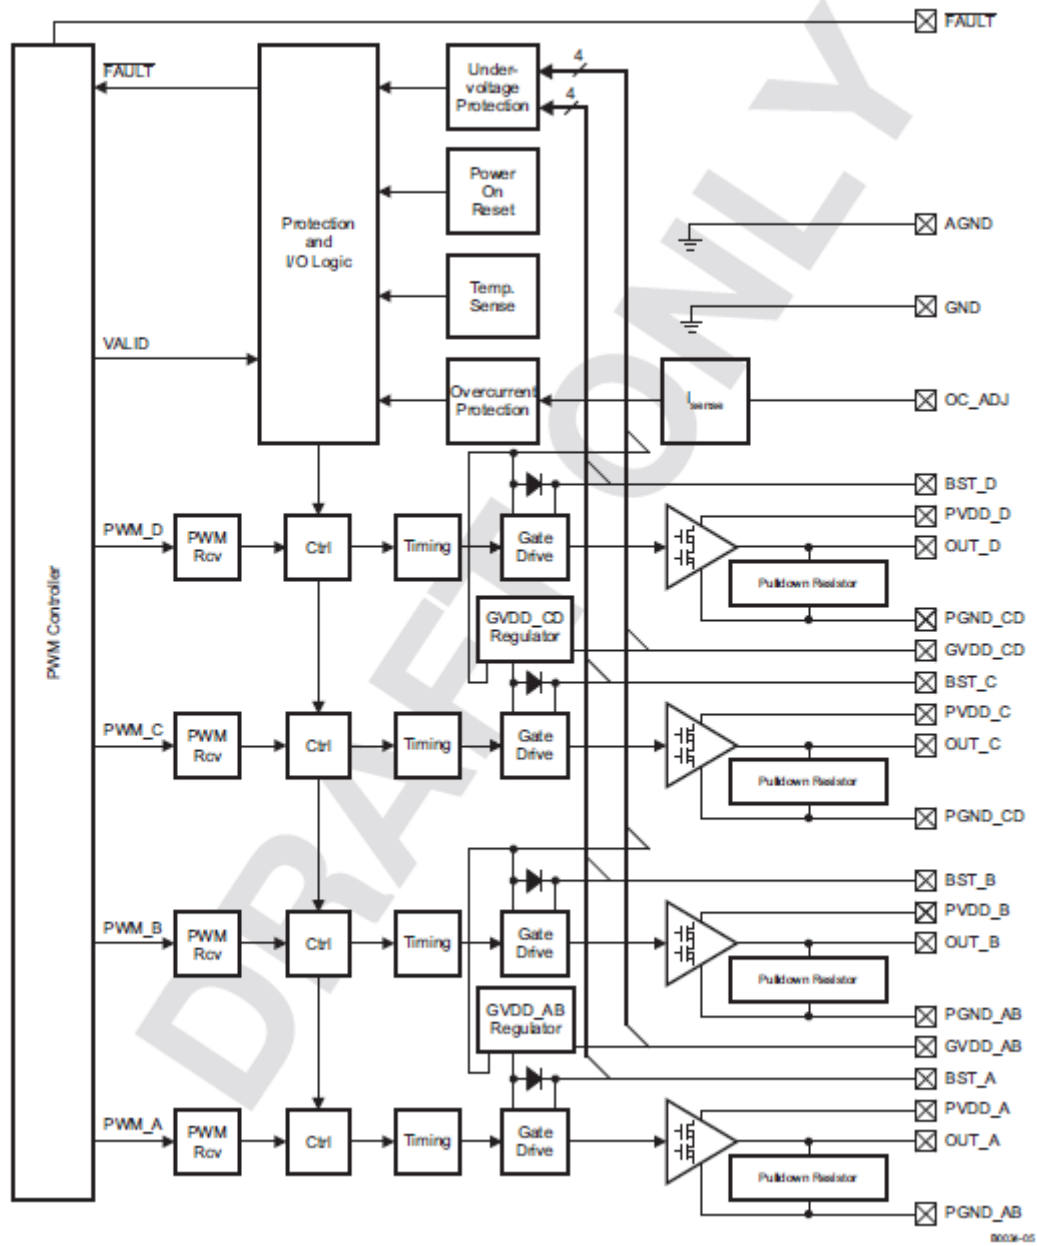 FAULT
FAULT
Under-
voltage
Protection
4
4
Power
On
Reset
Protection
and
I/O Logic
AGND
Temp.
Sense
GND
VALID
Overcurrent
Protection
Isense
OC_ADJ
BST_D
PVDD_D
PWM_D
PWM
Rcv
Ctrl
Timing
Gate
Drive
OUT_D
Pulldown Resistor
PWM Controller
GVDD_CD
Regulator
PGND_CD
GVDD_CD
BST_C
PVDD_C
PWM_C
PWM
Rcv
Ctrl
Timing
Gate
Drive
OUT_C
Pulldown Resistor
PGND_CD
BST_B
PVDD_B
PWM_B
PWM
Rcv
Ctrl
Timing
Gate
Drive
OUT_B
Pulldown Resistor
GVDD_AB
Regulator
PGND_AB
GVDD_AB
BST_A
PVDD_A
PWM_A
PWM
Rcv
Ctrl
Timing
Gate
Drive
OUT_A
Pulldown Resistor
PGND_AB
B0034-05
DRAFT ONLY